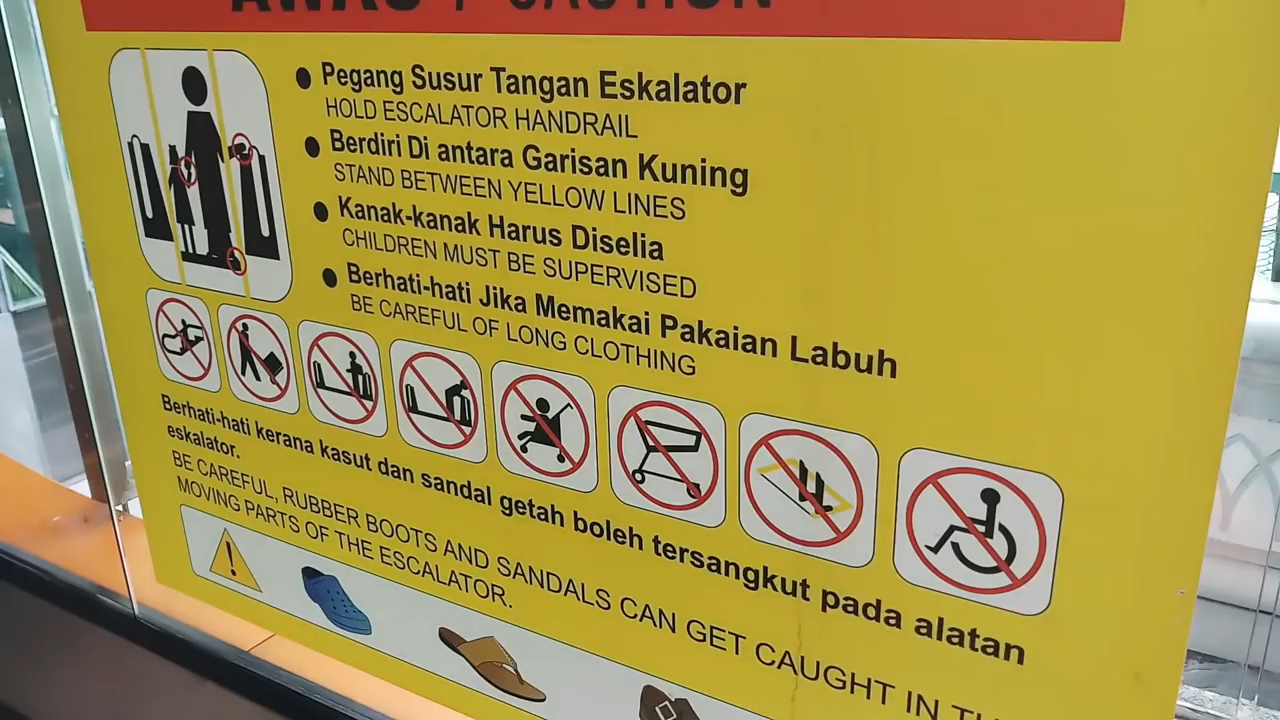 AWAS / CAUTION
Pegang Susur Tangan Eskalator
HOLD ESCALATOR HANDRAIL
Berdiri Di antara Garisan Kuning
STAND BETWEEN YELLOW LINES
Kanak-kanak Harus Diselia
CHILDREN MUST BE SUPERVISED
Berhati-hati Jika Memakai Pakaian Labuh
BE CAREFUL OF LONG CLOTHING
Berhati-hati kerana kasut dan sandal getah boleh tersangkut pada alatan
eskalator.
BE CAREFUL, RUBBER BOOTS AND SANDALS CAN GET CAUGHT IN
MOVING PARTS OF THE ESCALATOR.